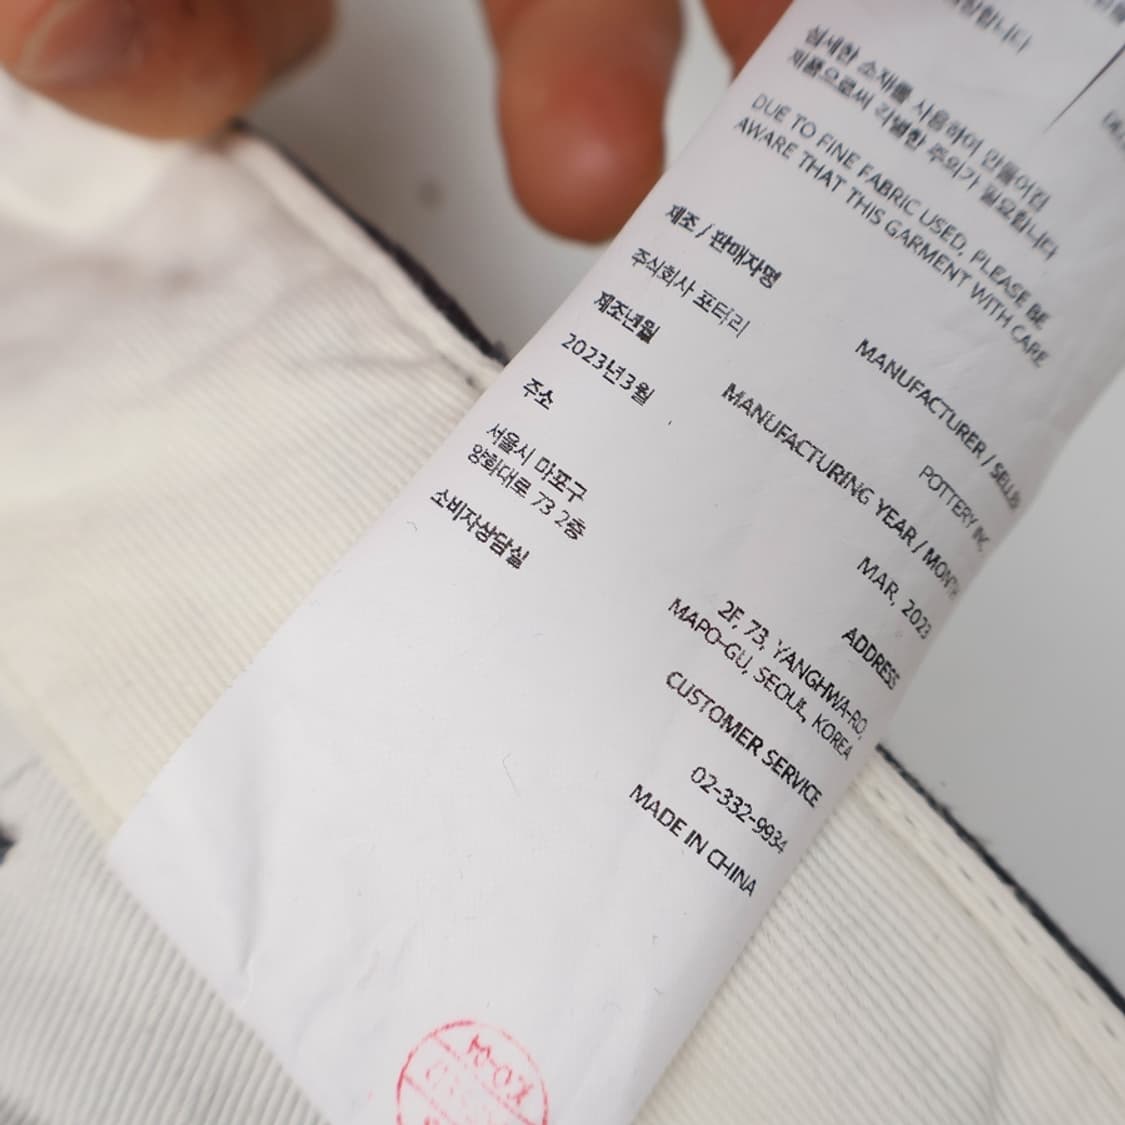 섬세한 소재를 사용하여 만들어진
제품으로써 각별한 주의가 필요합니다
DUE TO FINE FABRIC USED, PLEASE BE
AWARE THAT THIS GARMENT WITH CARE
제조 / 판매자명
MANUFACTURER / SELLER
주식회사 포터리
POTTERY INC
제조년월
MANUFACTURING YEAR / MONTH
2023년3월
MAR, 2023
주소
ADDRESS
서울시 마포구
양화대로 73 2층
2F, 73, YANGHWA-RO,
MAPO-GU, SEOUL, KOREA
소비자상담실
CUSTOMER SERVICE
02-332-9934
MADE IN CHINA